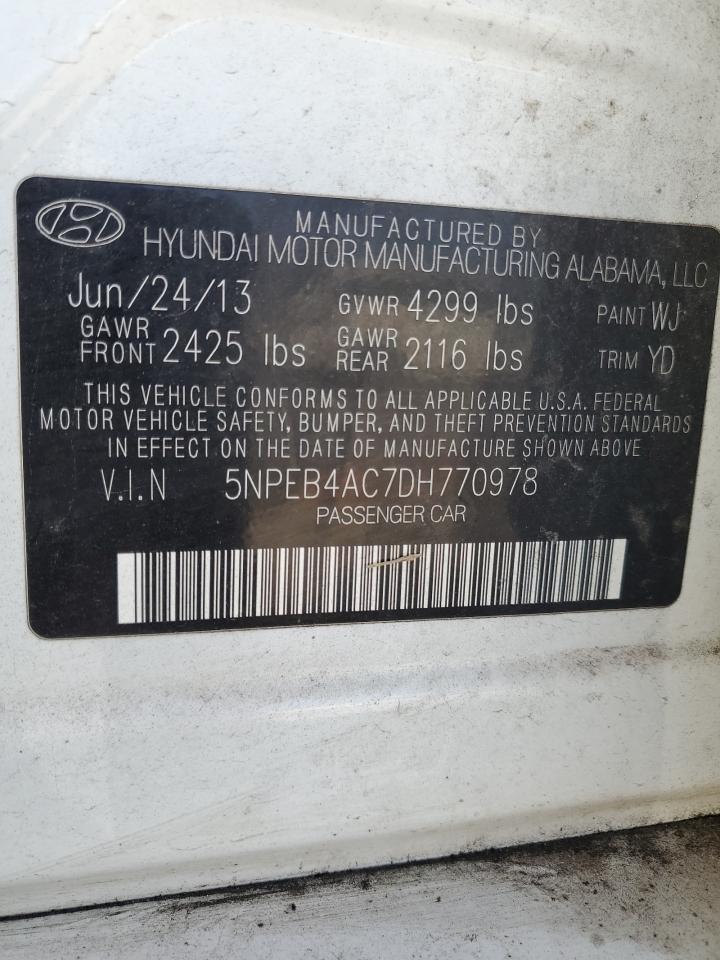 MANUFACTURED BY
HYUNDAI MOTOR MANUFACTURING ALABAMA, LLC
Jun/24/13 GVWR 4299 lbs PAINT WJ
GAWR FRONT 2425 lbs GAWR REAR 2116 lbs TRIM YD
THIS VEHICLE CONFORMS TO ALL APPLICABLE U.S.A. FEDERAL
MOTOR VEHICLE SAFETY, BUMPER, AND THEFT PREVENTION STANDARDS
IN EFFECT ON THE DATE OF MANUFACTURE SHOWN ABOVE
V.I.N 5NPEB4AC7DH770978
PASSENGER CAR